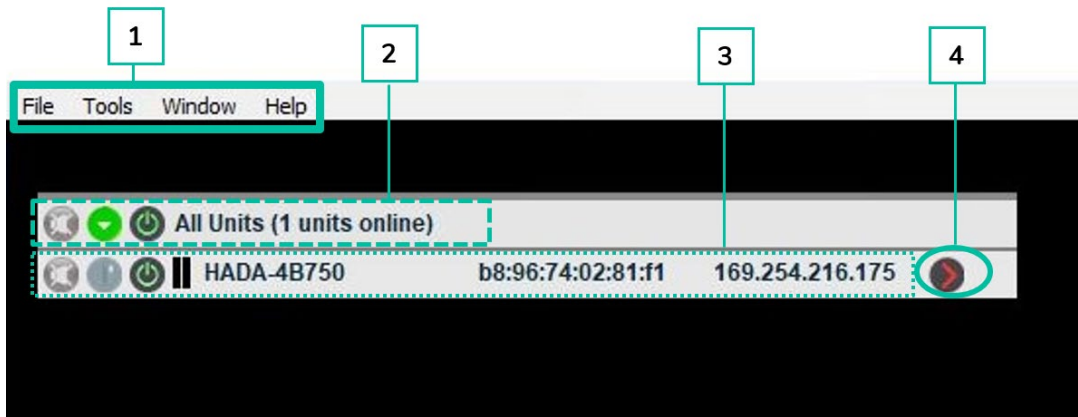 1
2
3
4
File Tools Window Help
All Units (1 units online)
HADA-4B750 b8:96:74:02:81:f1 169.254.216.175